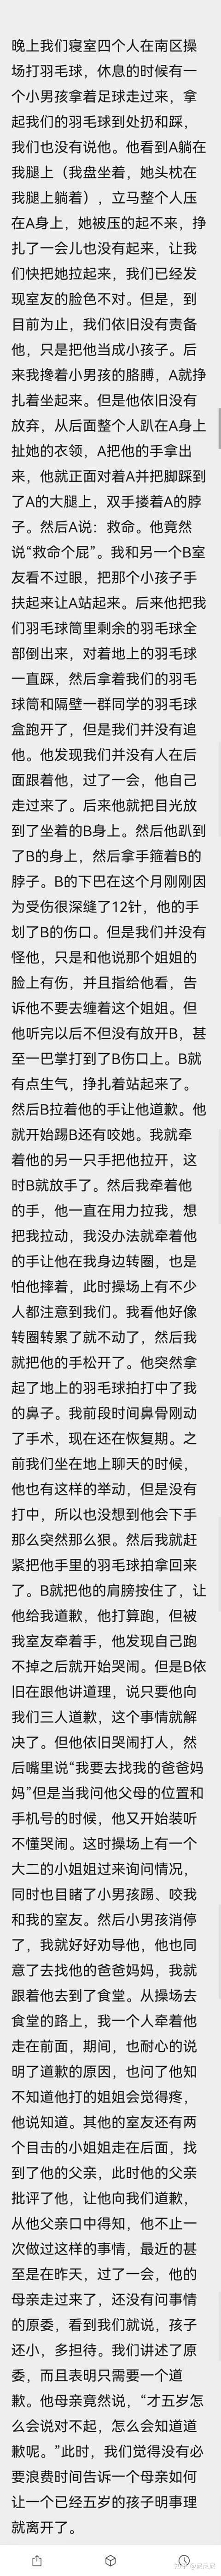 晚上我们寝室四个人在南区操
场打羽毛球，休息的时候有一
个小男孩拿着足球走过来，拿
起我们的羽毛球到处扔和踩，
我们也没有说他。他看到A躺在
我腿上（我盘坐着，她头枕在
我腿上躺着），立马整个人压
在A身上，她被压的起不来，挣
扎了一会儿也没有起来，让我
们快把她拉起来，我们已经发
现室友的脸色不对。但是，到
目前为止，我们依旧没有责备
他，只是把他当成小孩子。后
来我搀着小男孩的胳膊，A就挣
扎着坐起来。但是他依旧没有
放弃，从后面整个人趴在A身上
扯她的衣领，A把他的手拿出
来，他就正面对着A并把脚踩到
了A的大腿上，双手搂着A的脖
子。然后A说：救命。他竟然
说“救命个屁”。我和另一个B室
友看不过眼，把那个小孩子手
扶起来让A站起来。后来他把我
们羽毛球筒里剩余的羽毛球全
部倒出来，对着地上的羽毛球
一直踩，然后拿着我们的羽毛
球筒和隔壁一群同学的羽毛球
盒跑开了，但是我们并没有追
他。他发现我们并没有人在后
面跟着他，过了一会，他自己
走过来了。后来他就把目光放
到了坐着的B身上。然后他趴到
了B的身上，然后拿手箍着B的
脖子。B的下巴在这个月刚刚因
为受伤很深缝了12针，他的手
划了B的伤口。但是我们并没有
怪他，只是和他说那个姐姐的
脸上有伤，并且指给他看，告
诉他不要去缠着这个姐姐。但
他听完以后不但没有放开B，甚
至一巴掌打到了B伤口上。B就
有点生气，挣扎着站起来了。
然后B拉着他的手让他道歉。他
就开始踢B还有咬她。我就牵
着他的另一只手把他拉开，这
时B就放手了。然后我牵着他
的手，他一直在用力拉我，想
把我拉动，我没办法就牵着他
的手让他在我身边转圈，也是
怕他摔着，此时操场上有不少
人都注意到我们。我看他好像
转圈转累了就不动了，然后我
就把他的手松开了。他突然拿
起了地上的羽毛球拍打中了我
的鼻子。我前段时间鼻骨刚动
了手术，现在还在恢复期。之
前我们坐在地上聊天的时候，
他也有这样的举动，但是没有
打中，所以也没想到他会下手
那么突然那么狠。然后我就赶
紧把他手里的羽毛球拍拿回来
了。B就把他的肩膀按住了，让
他给我道歉，他打算跑，但被
我室友牵着手，他发现自己跑
不掉之后就开始哭闹。但是B依
旧在跟他讲道理，说只要他向
我们三人道歉，这个事情就解
决了。但他依旧哭闹打人，然
后嘴里说“我要去找我的爸爸妈
妈”但是当我问他父母的位置和
手机号的时候，他又开始装听
不懂哭闹。这时操场上有一个
大二的小姐姐过来询问情况，
同时也目睹了小男孩踢、咬我
和我的室友。然后小男孩消停
了，我就好好劝导他，他也同
意了去找他的爸爸妈妈，我就
跟着他去到了食堂。从操场去
食堂的路上，我一个人牵着他
走在前面，期间，也耐心的说
明了道歉的原因，也问了他知
不知道他打的姐姐会觉得疼，
他说知道。其他的室友还有两
个目击的小姐姐走在后面，找
到了他的父亲，此时他的父亲
批评了他，让他向我们道歉，
从他父亲口中得知，他不止一
次做过这样的事情，最近的甚
至是在昨天，过了一会，他的
母亲走过来了，还没有问事情
的原委，看到我们就说，孩子
还小，多担待。我们讲述了原
委，而且表明只需要一个道
歉。他母亲竟然说，“才五岁怎
么会说对不起，怎么会知道道
歉呢。”此时，我们觉得没有必
要浪费时间告诉一个母亲如何
让一个已经五岁的孩子明事理
就离开了。